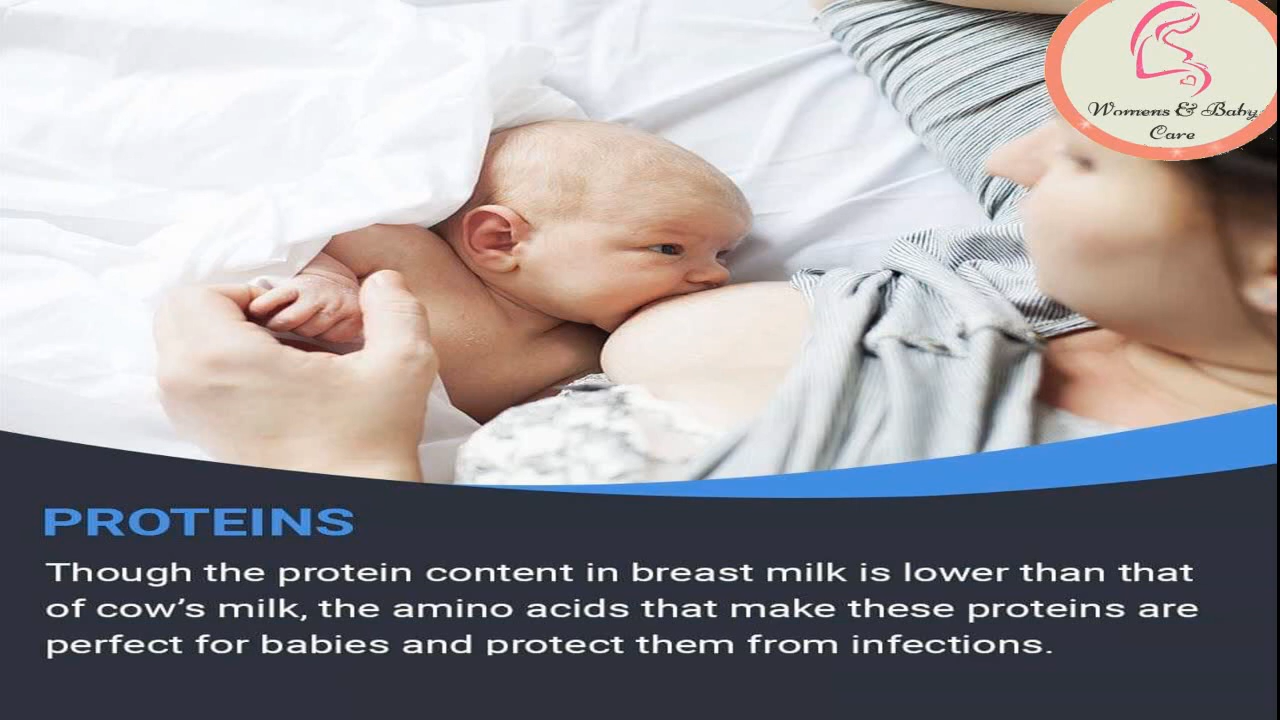 Womens & Baby
Care
PROTEINS
Though the protein content in breast milk is lower than that
of cow’s milk, the amino acids that make these proteins are
perfect for babies and protect them from infections.